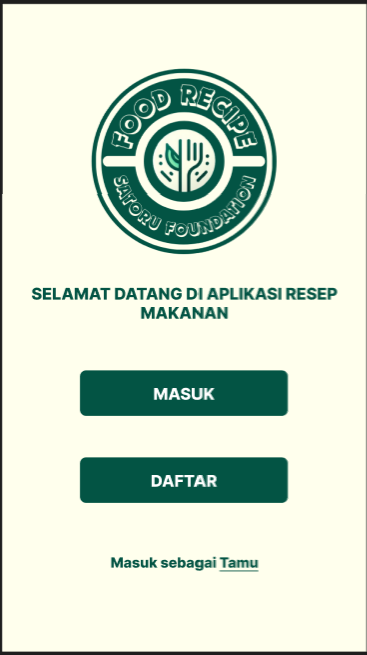 FOOD RECIPE
SATORU FOUNDATION
SELAMAT DATANG DI APLIKASI RESEP
MAKANAN
MASUK
DAFTAR
Masuk sebagai Tamu